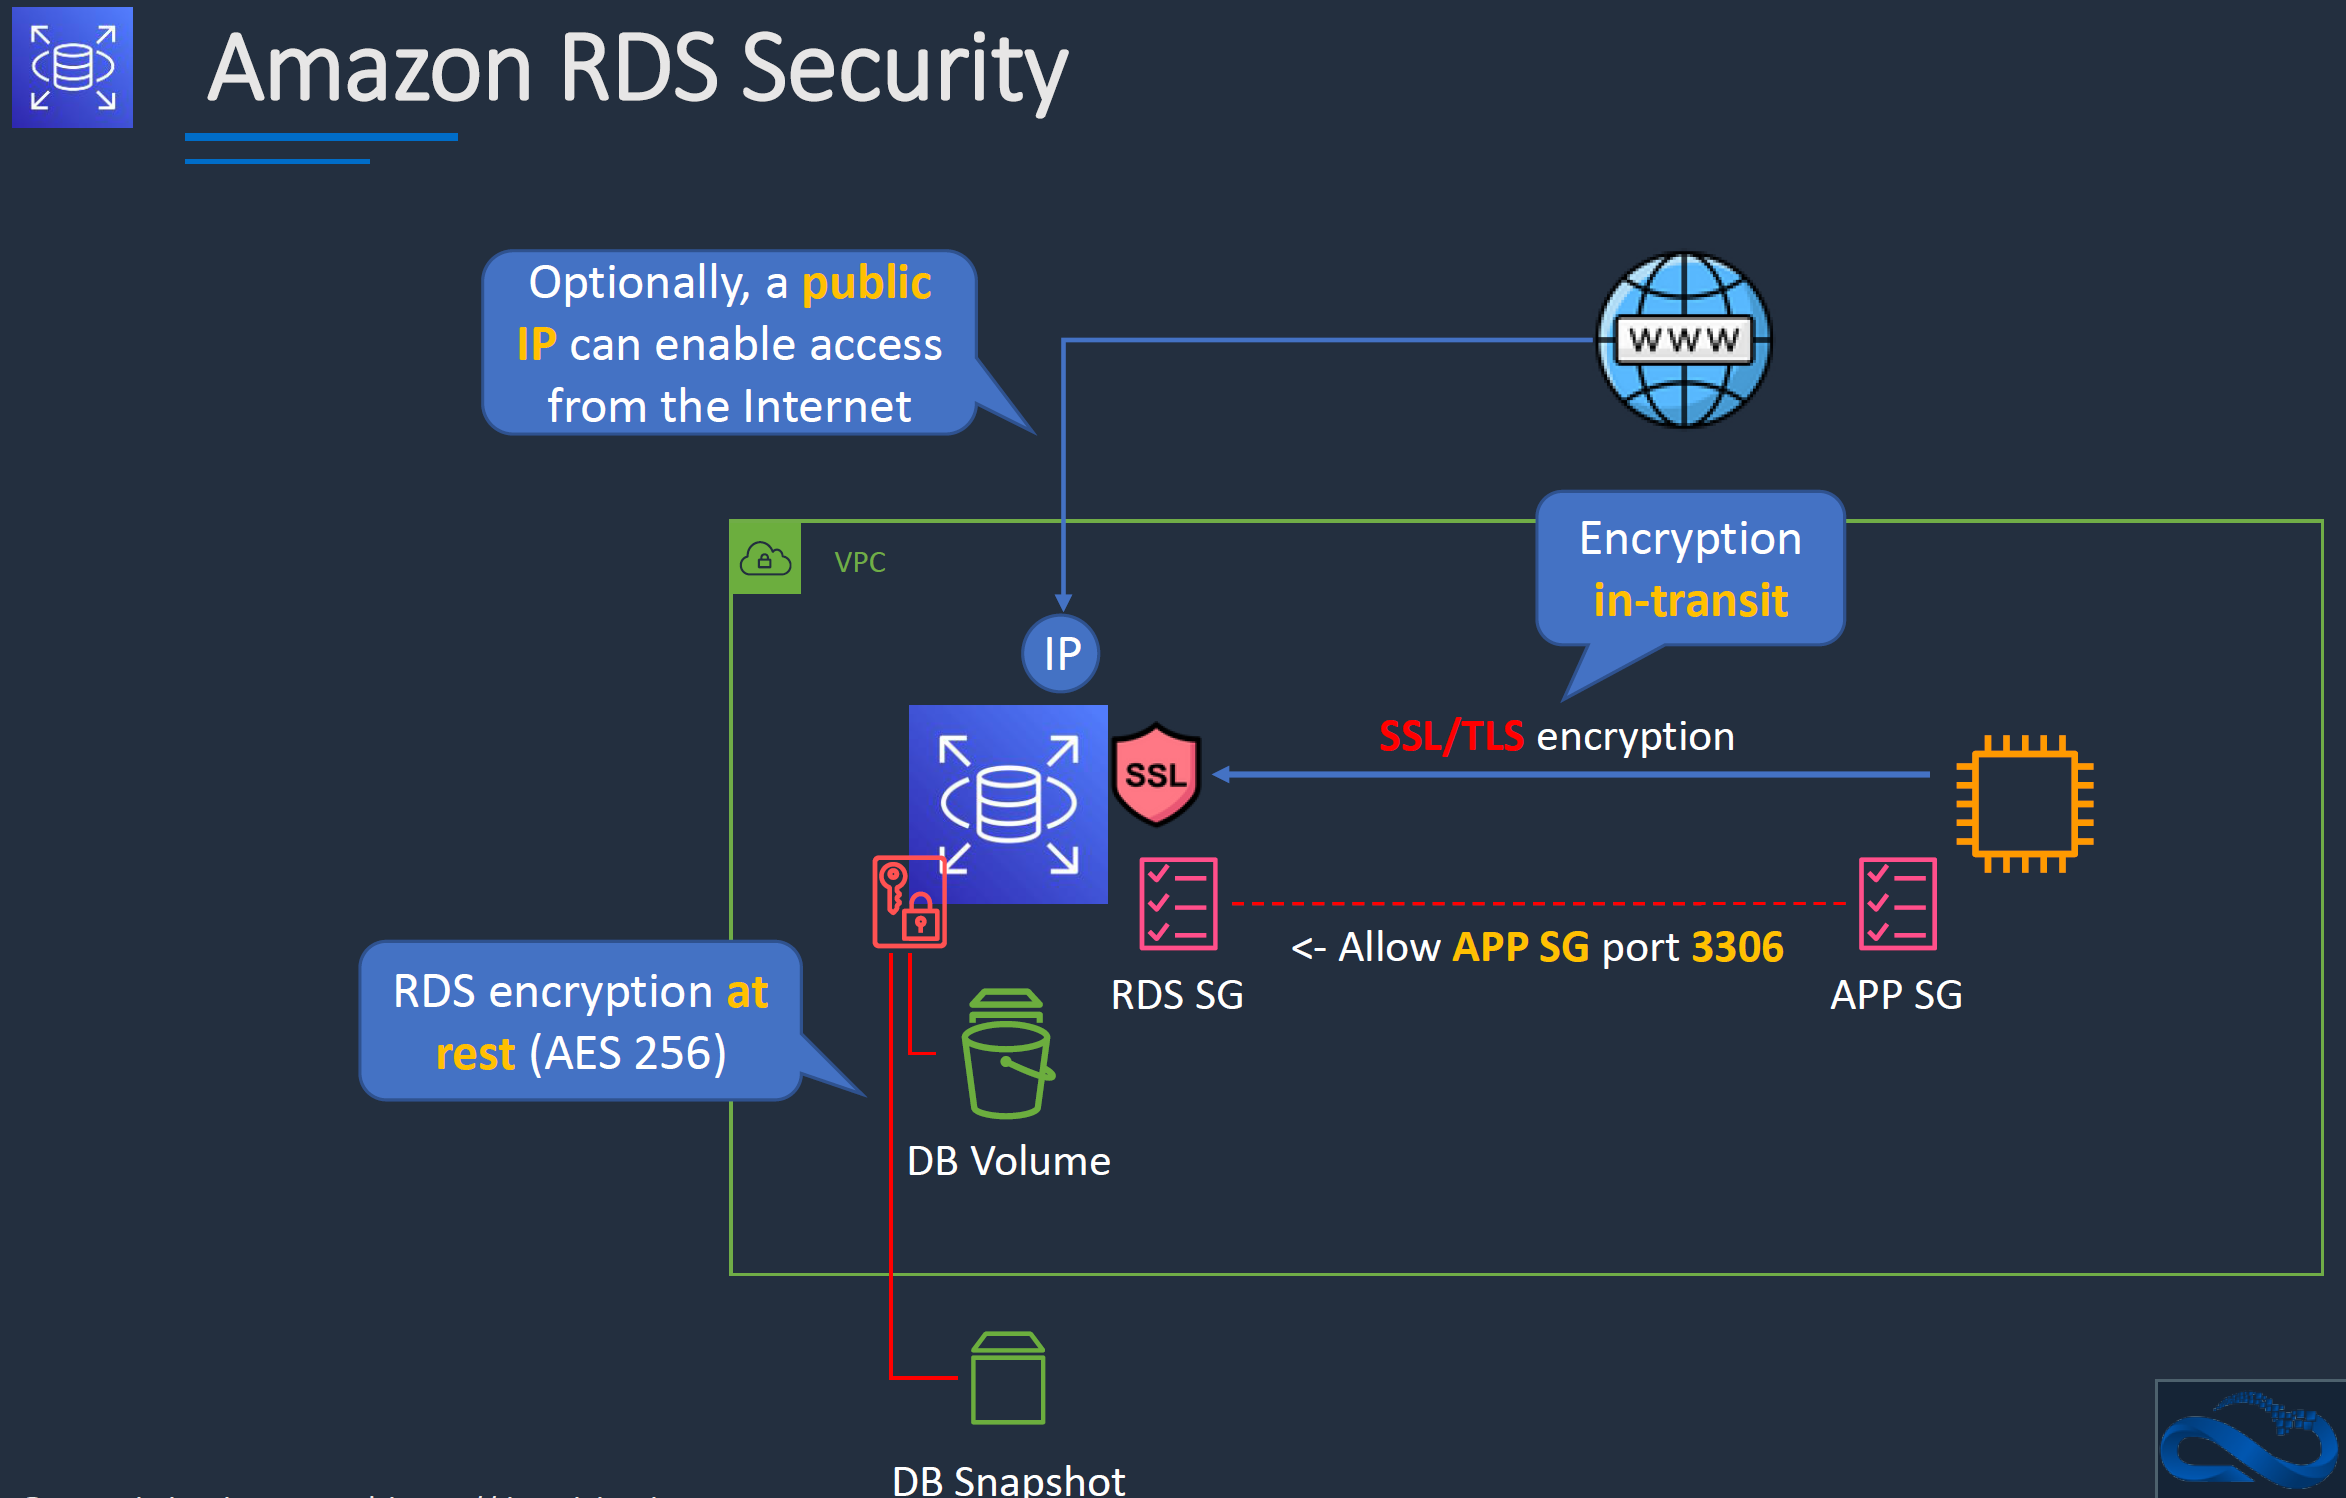 Amazon RDS Security
Optionally, a public
IP can enable access
from the Internet
WWW
VPC
Encryption
in-transit
IP
SSL/TLS encryption
SSL
<- Allow APP SG port 3306
RDS encryption at
rest (AES 256)
RDS SG
APP SG
DB Volume
DB Snapshot